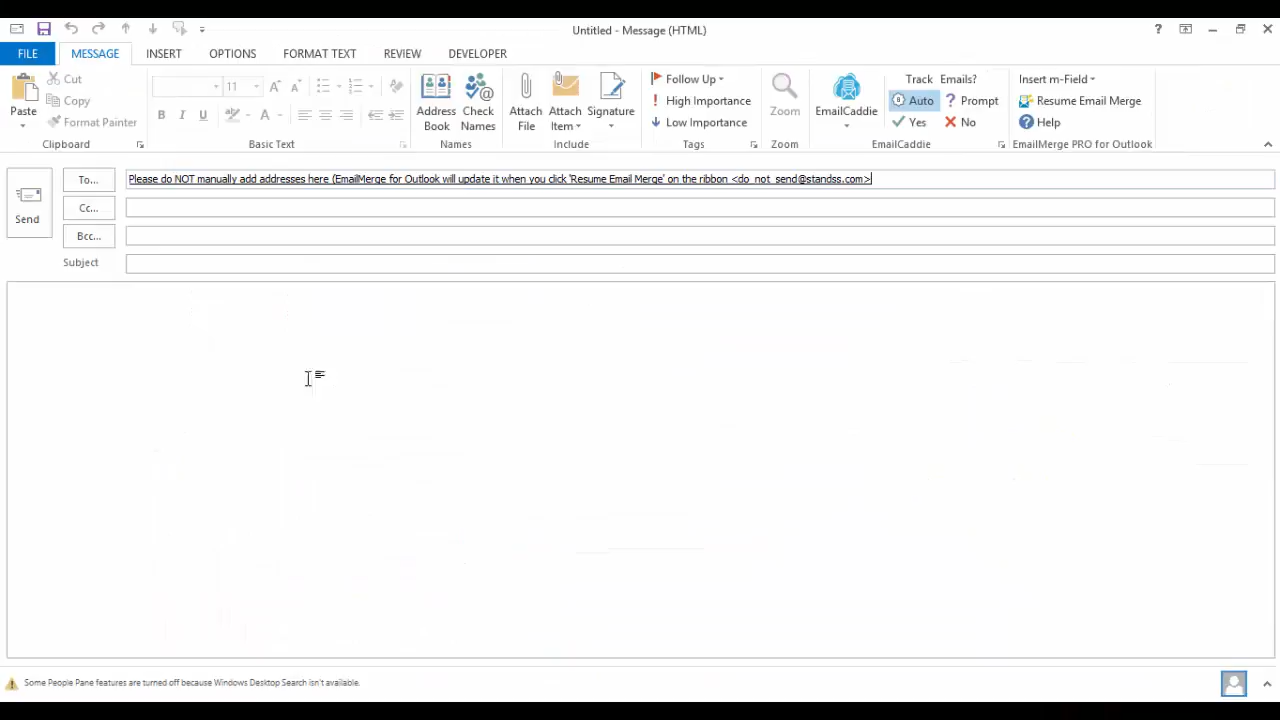 Untitled - Message (HTML)
?
FILE MESSAGE INSERT OPTIONS FORMAT TEXT REVIEW DEVELOPER
Paste
Cut
Copy
Format Painter
Clipboard
11
B I U A
Basic Text
Address Book
Check Names
Names
Attach File
Attach Item
Signature
Include
Follow Up
High Importance
Low Importance
Tags
Zoom
Zoom
EmailCaddie
Track Emails?
Auto ? Prompt
Yes No
EmailCaddie
Insert m-Field
Resume Email Merge
Help
EmailMerge PRO for Outlook
Send
To... Please do NOT manually add addresses here (EmailMerge for Outlook will update it when you click 'Resume Email Merge' on the ribbon <do_not_send@standss.com>
Cc...
Bcc...
Subject
Some People Pane features are turned off because Windows Desktop Search isn't available.